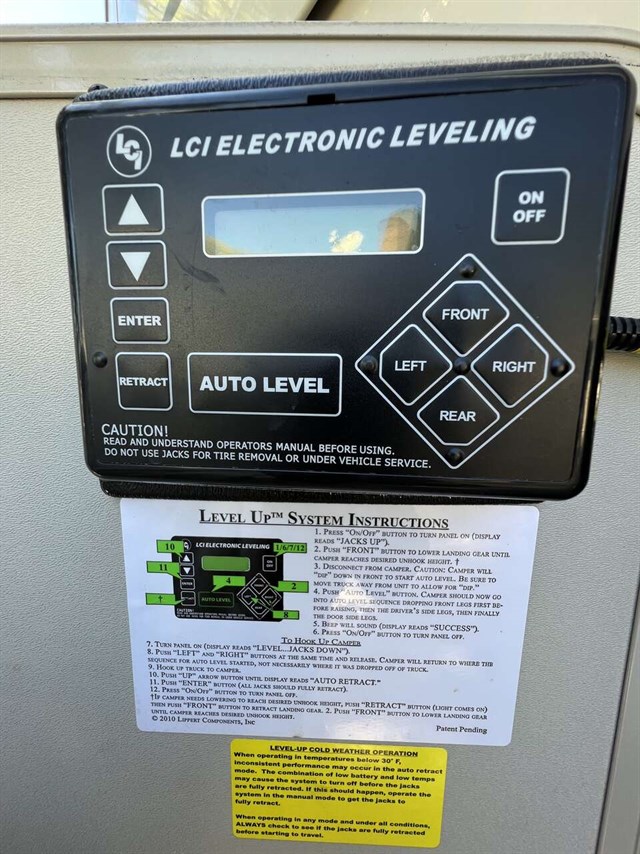 LCI
LCI ELECTRONIC LEVELING
ON
OFF
ENTER
RETRACT
AUTO LEVEL
FRONT
LEFT
RIGHT
REAR
CAUTION!
READ AND UNDERSTAND OPERATORS MANUAL BEFORE USING.
DO NOT USE JACKS FOR TIRE REMOVAL OR UNDER VEHICLE SERVICE.
LEVEL UP™ SYSTEM INSTRUCTIONS
1. PRESS "ON/OFF" BUTTON TO TURN PANEL ON (DISPLAY
READS "JACKS UP").
2. PUSH "FRONT" BUTTON TO LOWER LANDING GEAR UNTIL
CAMPER REACHES DESIRED UNHOOK HEIGHT. †
3. DISCONNECT FROM CAMPER. CAUTION: CAMPER WILL
"DIP" DOWN IN FRONT TO START AUTO LEVEL. BE SURE TO
MOVE TRUCK AWAY FROM UNIT TO ALLOW FOR "DIP."
4. PUSH "AUTO LEVEL" BUTTON. CAMPER SHOULD NOW GO
INTO AUTO LEVEL SEQUENCE DROPPING FRONT LEGS FIRST BE-
FORE RAISING, THEN THE DRIVER'S SIDE LEGS, THEN FINALLY
THE DOOR SIDE LEGS.
5. BEEP WILL SOUND (DISPLAY READS "SUCCESS").
6. PRESS "ON/OFF" BUTTON TO TURN PANEL OFF.
10
11
†
LCI ELECTRONIC LEVELING
AUTO LEVEL
4
1/6/7/12
2
8
TO HOOK UP CAMPER
7. TURN PANEL ON (DISPLAY READS "LEVEL...JACKS DOWN").
8. PUSH "LEFT" AND "RIGHT" BUTTONS AT THE SAME TIME AND RELEASE. CAMPER WILL RETURN TO WHERE THE
SEQUENCE FOR AUTO LEVEL STARTED, NOT NECESSARILY WHERE IT WAS DROPPED OFF OF TRUCK.
9. HOOK UP TRUCK TO CAMPER.
10. PUSH "UP" ARROW BUTTON UNTIL DISPLAY READS "AUTO RETRACT."
11. PUSH "ENTER" BUTTON (ALL JACKS SHOULD FULLY RETRACT).
12. PRESS "ON/OFF" BUTTON TO TURN PANEL OFF.
†IF CAMPER NEEDS LOWERING TO REACH DESIRED UNHOOK HEIGHT, PUSH "RETRACT" BUTTON (LIGHT COMES ON)
THEN PUSH "FRONT" BUTTON TO RETRACT LANDING GEAR. 2. PUSH "FRONT" BUTTON TO LOWER LANDING GEAR
UNTIL CAMPER REACHES DESIRED UNHOOK HEIGHT.
© 2010 LIPPERT COMPONENTS, INC
Patent Pending
LEVEL-UP COLD WEATHER OPERATION
When operating in temperatures below 30° F,
inconsistent performance may occur in the auto retract
mode. The combination of low battery and low temps
may cause the system to turn off before the jacks
are fully retracted. If this should happen, operate the
system in the manual mode to get the jacks to
fully retract.
When operating in any mode and under all conditions,
ALWAYS check to see if the jacks are fully retracted
before starting to travel.